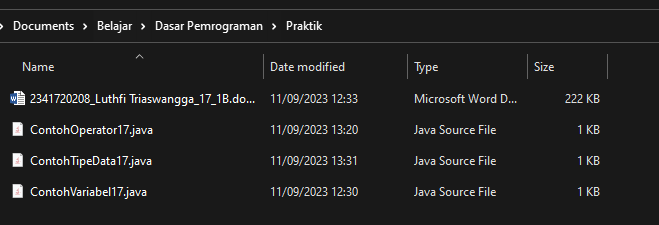 Documents > Belajar > Dasar Pemrograman > Praktik
Name Date modified Type Size
2341720208_Luthfi Triaswangga_17_1B.do... 11/09/2023 12:33 Microsoft Word D... 222 KB
ContohOperator17.java 11/09/2023 13:20 Java Source File 1 KB
ContohTipeData17.java 11/09/2023 13:31 Java Source File 1 KB
ContohVariabel17.java 11/09/2023 12:30 Java Source File 1 KB